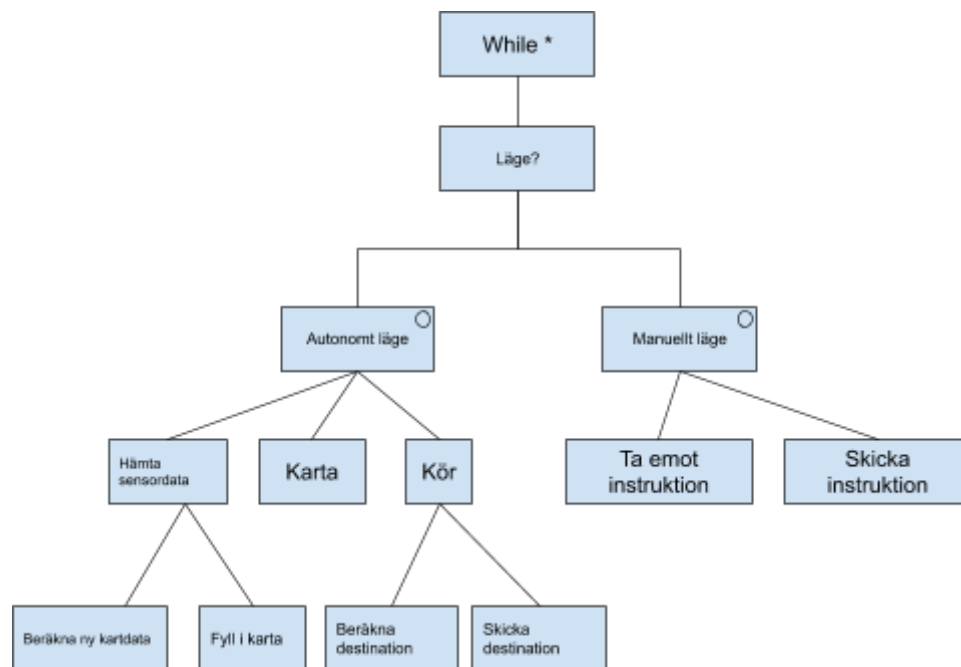 While *
Läge?
Autonomt läge
Manuellt läge
Hämta
sensordata
Karta
Kör
Ta emot
instruktion
Skicka
instruktion
Beräkna ny kartdata
Fyll i karta
Beräkna
destination
Skicka
destination